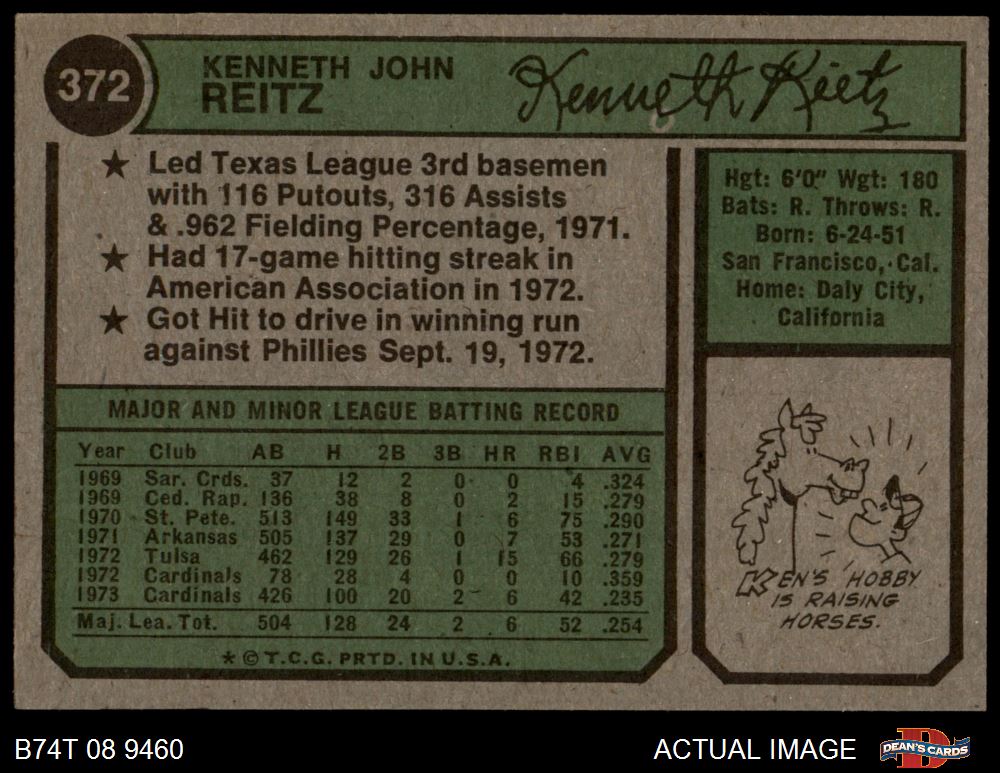 372
KENNETH JOHN
REITZ
Kenneth Reitz
★ Led Texas League 3rd basemen
with 116 Putouts, 316 Assists
& .962 Fielding Percentage, 1971.
★ Had 17-game hitting streak in
American Association in 1972.
★ Got Hit to drive in winning run
against Phillies Sept. 19, 1972.
MAJOR AND MINOR LEAGUE BATTING RECORD
Year Club AB H 2B 3B HR RBI AVG
1969 Sar. Crds. 37 12 2 0 0 4 .324
1969 Ced. Rap. 136 38 8 0 2 15 .279
1970 St. Pete. 513 149 33 1 6 75 .290
1971 Arkansas 505 137 29 0 7 53 .271
1972 Tulsa 462 129 26 1 15 66 .279
1972 Cardinals 78 28 4 0 0 10 .359
1973 Cardinals 426 100 20 2 6 42 .235
Maj. Lea. Tot. 504 128 24 2 6 52 .254
* © T.C.G. PRTD. IN U.S.A.
Hgt: 6'0" Wgt: 180
Bats: R. Throws: R.
Born: 6-24-51
San Francisco, Cal.
Home: Daly City,
California
KEN'S HOBBY
IS RAISING
HORSES.
B74T 08 9460
ACTUAL IMAGE
DEAN'S CARDS